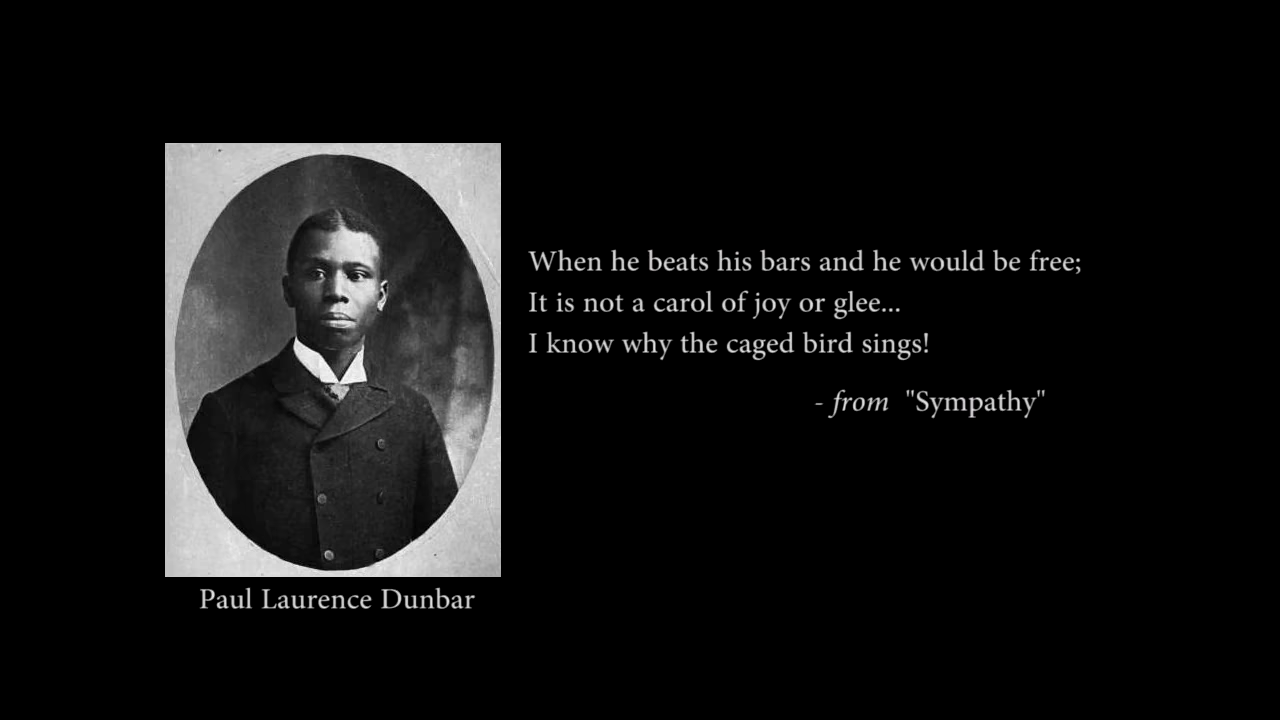 When he beats his bars and he would be free;
It is not a carol of joy or glee...
I know why the caged bird sings!
- from "Sympathy"
Paul Laurence Dunbar